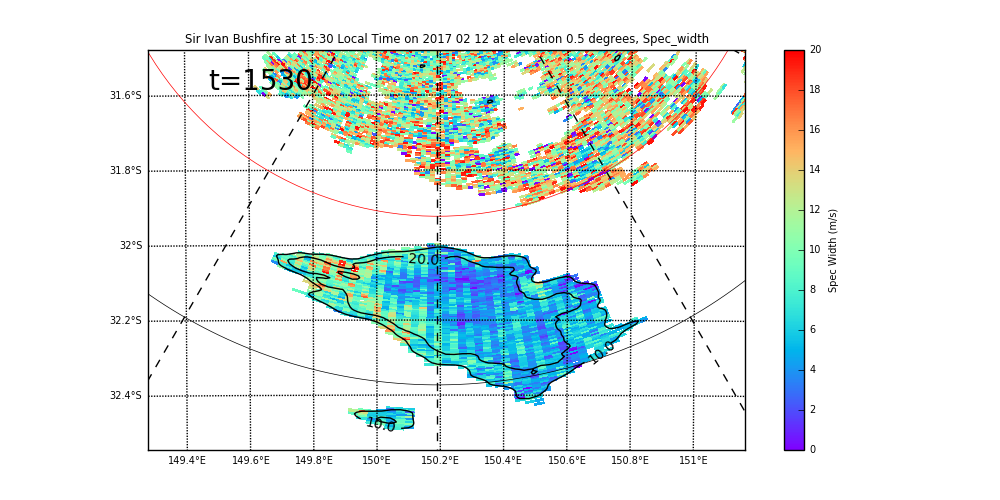 Sir Ivan Bushfire at 15:30 Local Time on 2017 02 12 at elevation 0.5 degrees, Spec_width
t=1530
31.6°S
31.8°S
32°S
32.2°S
32.4°S
20.0
10.0
10.0
149.4°E 149.6°E 149.8°E 150°E 150.2°E 150.4°E 150.6°E 150.8°E 151°E
20
18
16
14
12
10
8
6
4
2
0
Spec Width (m/s)